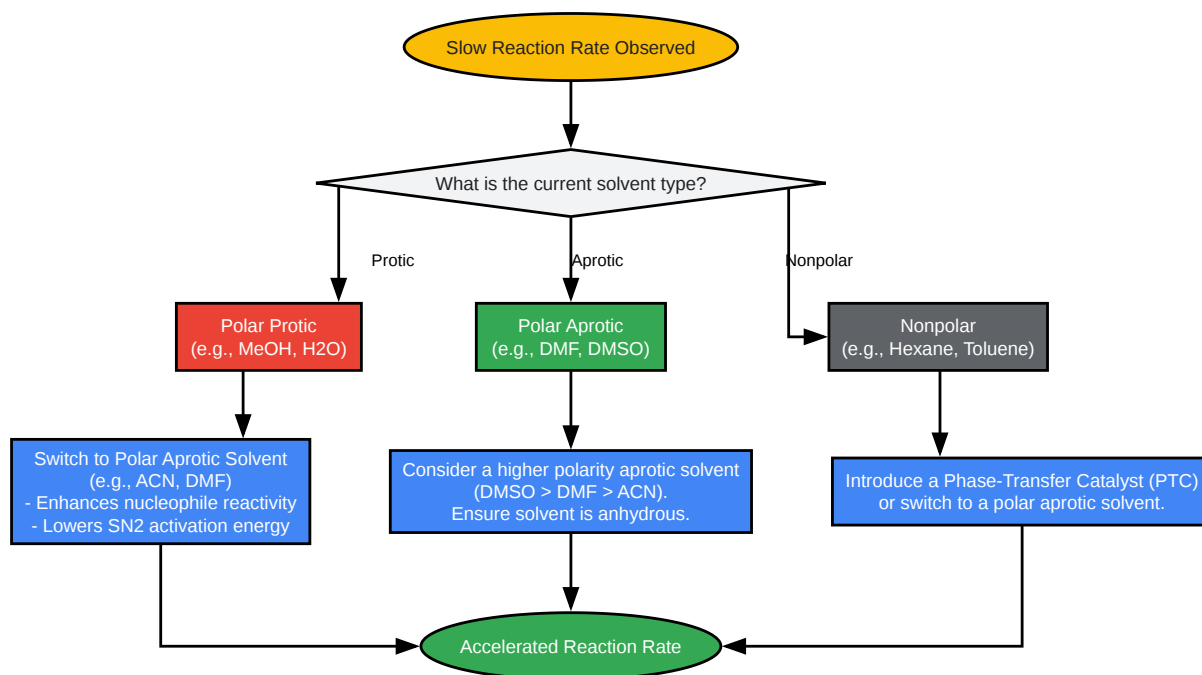 Slow Reaction Rate Observed
What is the current solvent type?
Protic
Aprotic
Nonpolar
Polar Protic
(e.g., MeOH, H2O)
Polar Aprotic
(e.g., DMF, DMSO)
Nonpolar
(e.g., Hexane, Toluene)
Switch to Polar Aprotic Solvent
(e.g., ACN, DMF)
- Enhances nucleophile reactivity
- Lowers SN2 activation energy
Consider a higher polarity aprotic solvent
(DMSO > DMF > ACN).
Ensure solvent is anhydrous.
Introduce a Phase-Transfer Catalyst (PTC)
or switch to a polar aprotic solvent.
Accelerated Reaction Rate